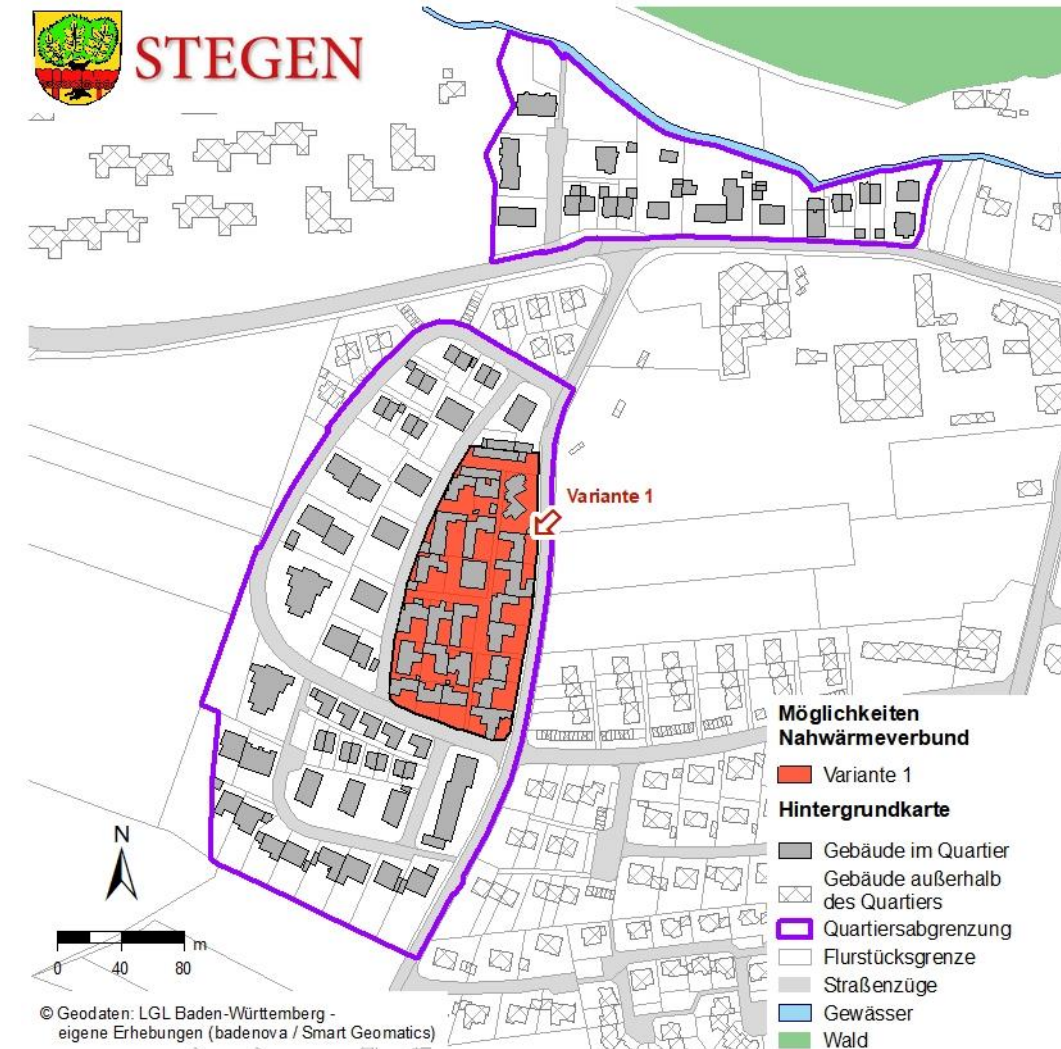 STEGEN
Variante 1
Möglichkeiten
Nahwärmeverbund
Variante 1
Hintergrundkarte
Gebäude im Quartier
Gebäude außerhalb
des Quartiers
Quartiersabgrenzung
Flurstücksgrenze
Straßenzüge
Gewässer
Wald
N
m
0 40 80
© Geodaten: LGL Baden-Württemberg -
eigene Erhebungen (badenova / Smart Geomatics)